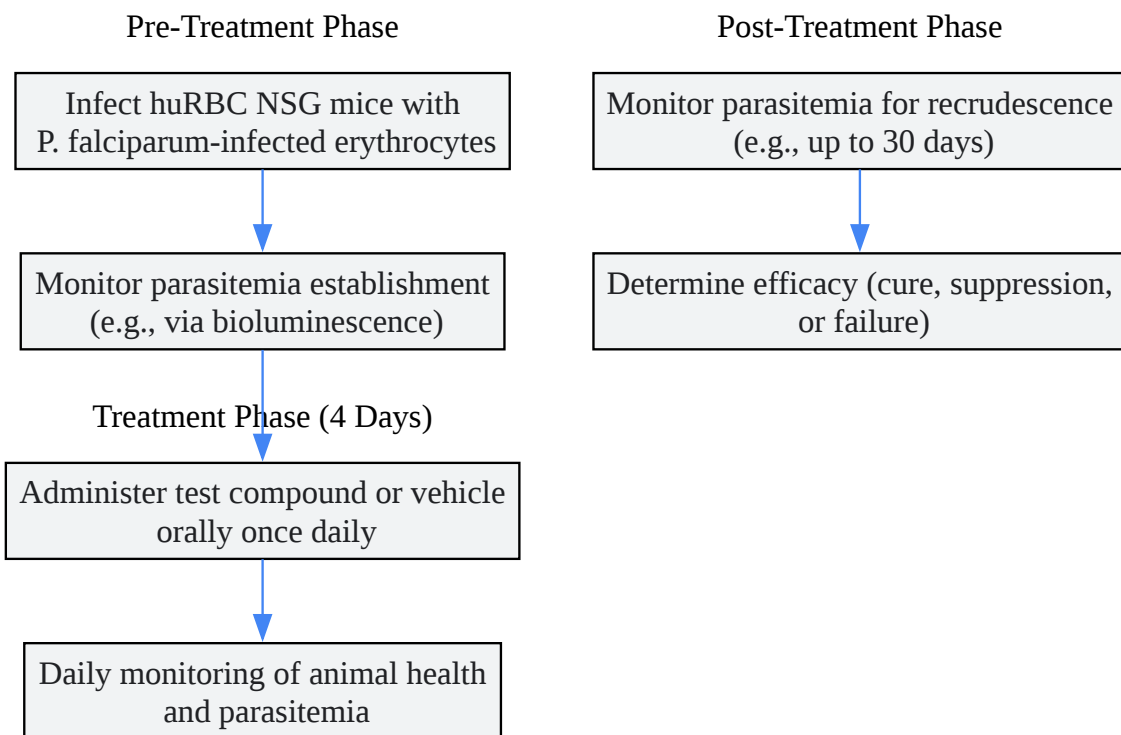 Pre-Treatment Phase
Infect huRBC NSG mice with
P. falciparum-infected erythrocytes
Monitor parasitemia establishment
(e.g., via bioluminescence)
Treatment Phase (4 Days)
Administer test compound or vehicle
orally once daily
Daily monitoring of animal health
and parasitemia
Post-Treatment Phase
Monitor parasitemia for recrudescence
(e.g., up to 30 days)
Determine efficacy (cure, suppression,
or failure)